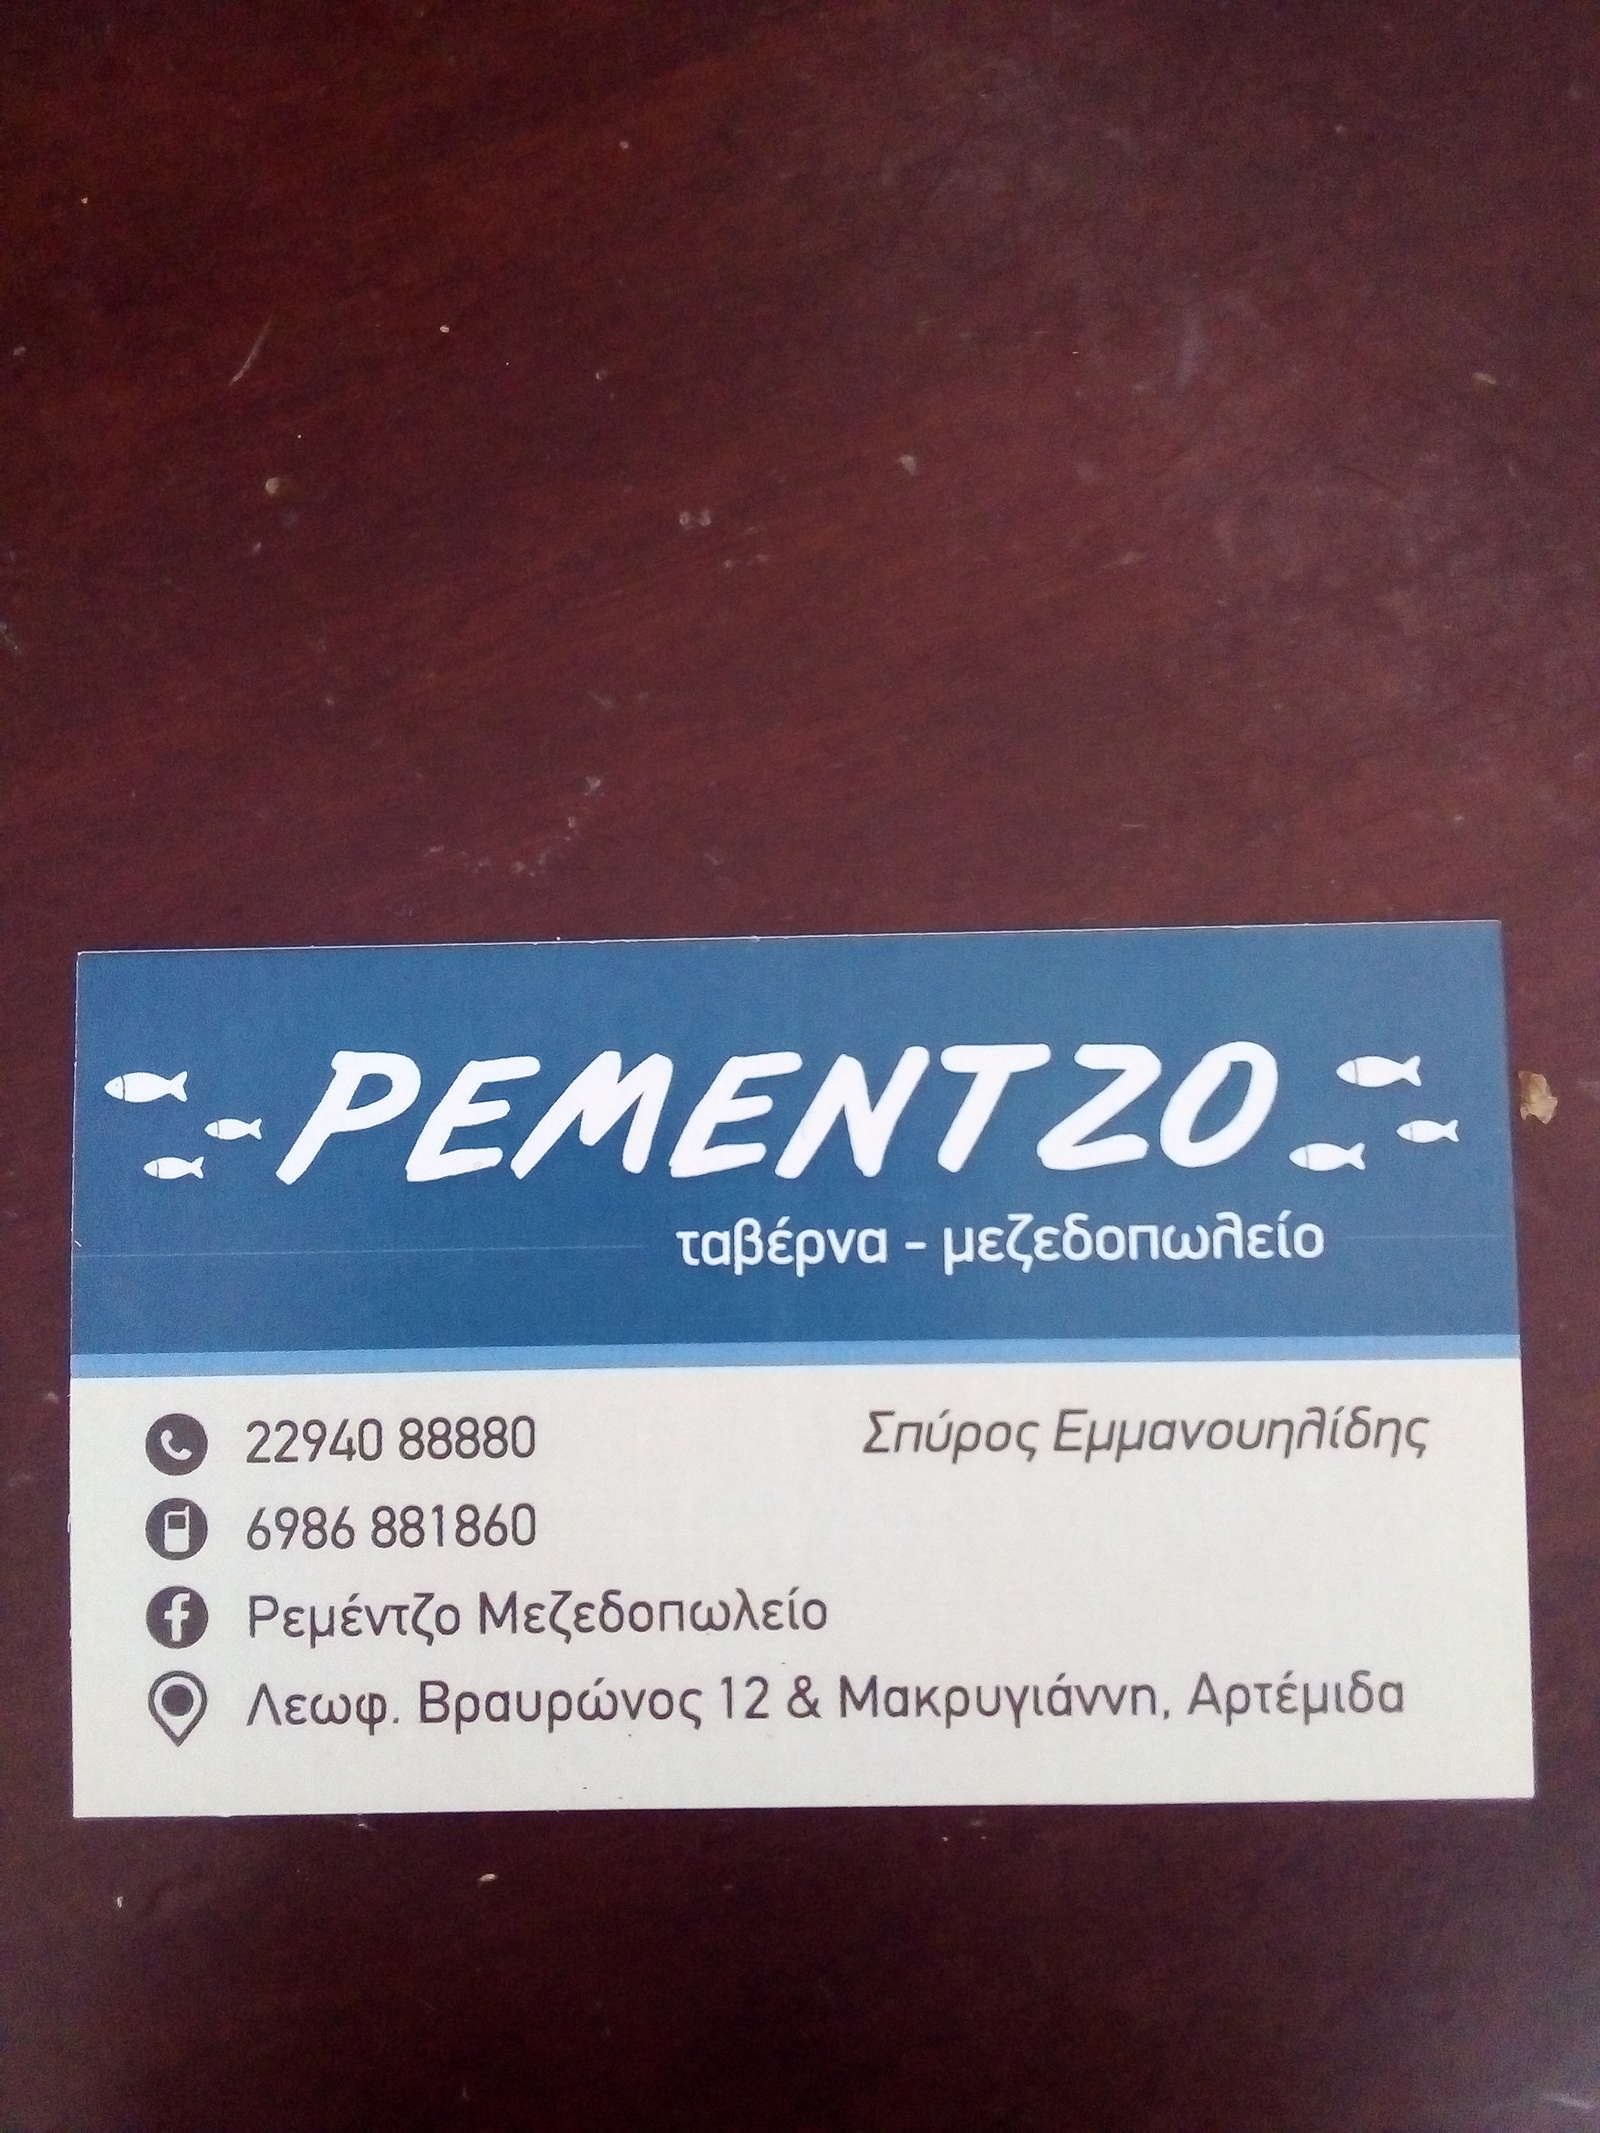 ΡΕΜΕΝΤΖΟ
ταβέρνα - μεζεδοπωλείο
22940 88880
Σπύρος Εμμανουηλίδης
6986 881860
Ρεμέντζο Μεζεδοπωλείο
Λεωφ. Βραυρώνος 12 & Μακρυγιάννη, Αρτέμιδα